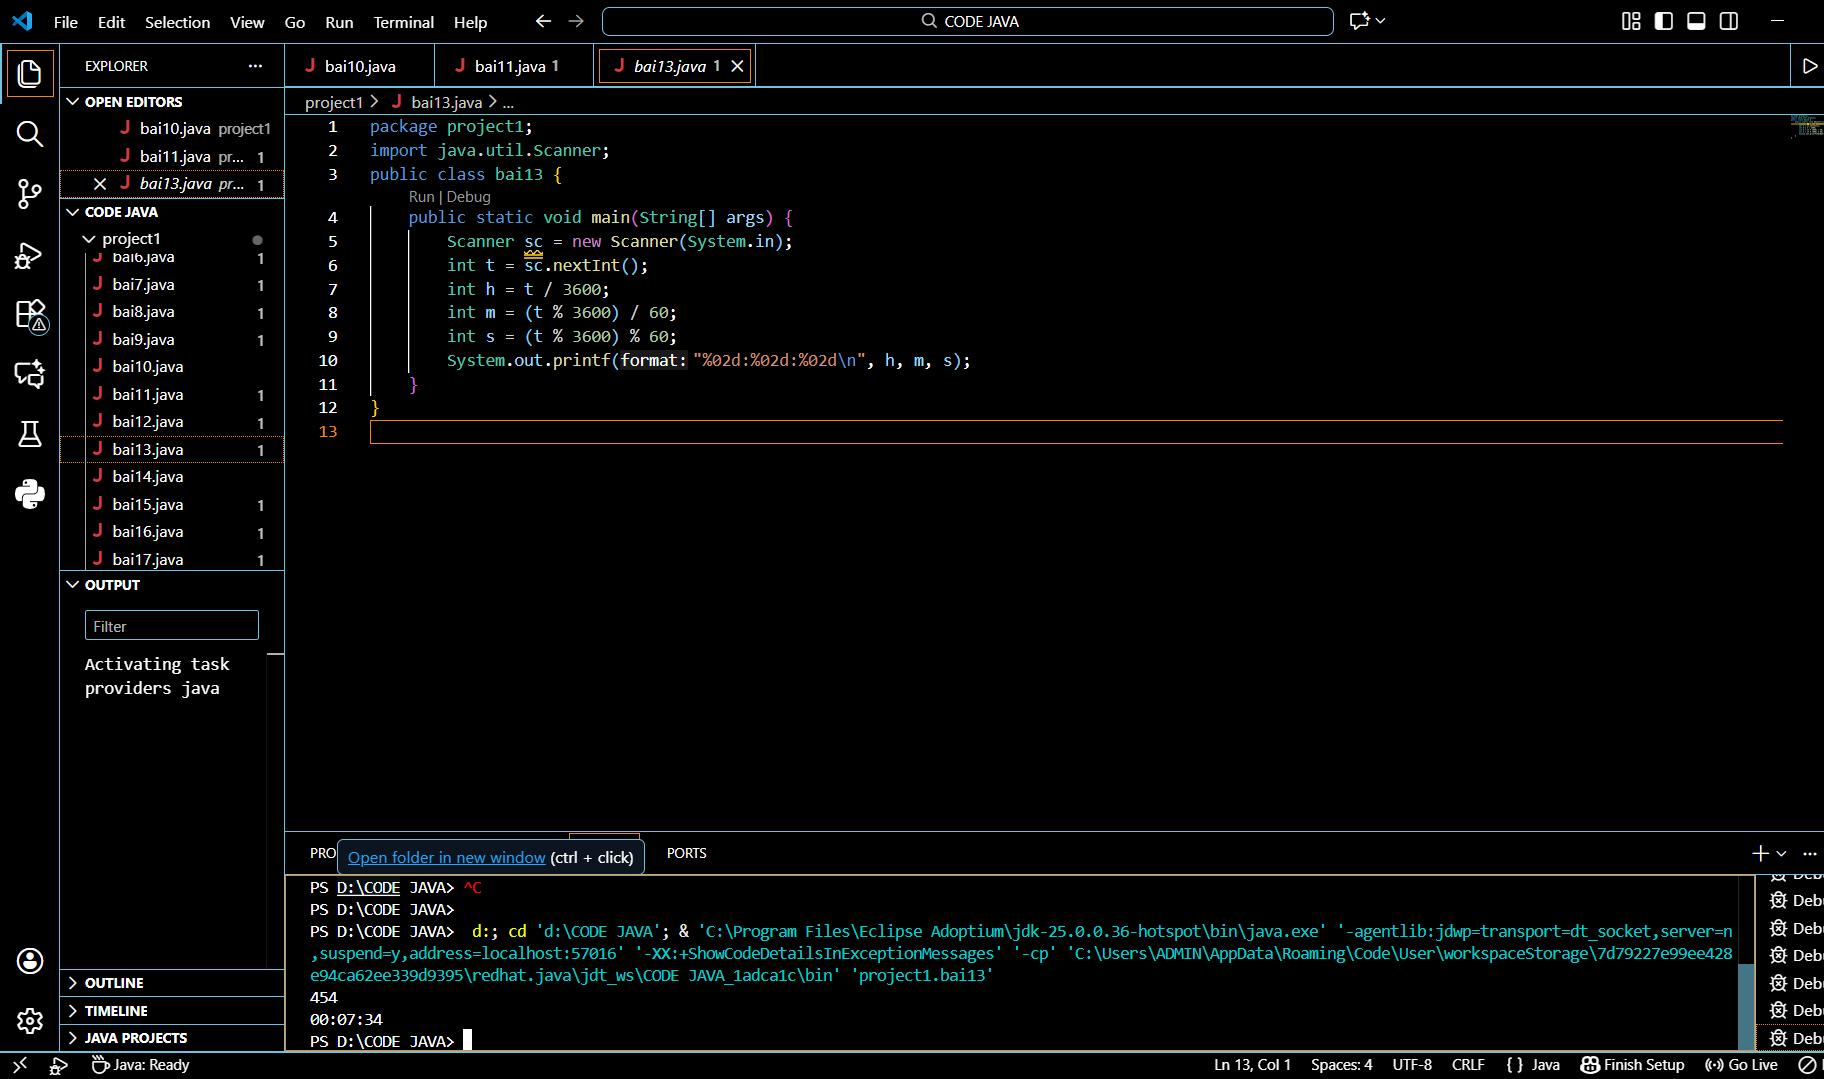 File Edit Selection View Go Run Terminal Help
CODE JAVA
EXPLORER
OPEN EDITORS
bai10.java project1
bai11.java pr... 1
bai13.java pr... 1
CODE JAVA
project1
bai6.java 1
bai7.java 1
bai8.java 1
bai9.java 1
bai10.java
bai11.java 1
bai12.java 1
bai13.java 1
bai14.java
bai15.java 1
bai16.java 1
bai17.java 1
OUTPUT
Filter
Activating task
providers java
OUTLINE
TIMELINE
JAVA PROJECTS
bai10.java
bai11.java 1
bai13.java 1
project1 > bai13.java > ...
1 package project1;
2 import java.util.Scanner;
3 public class bai13 {
Run | Debug
4 public static void main(String[] args) {
5 Scanner sc = new Scanner(System.in);
6 int t = sc.nextInt();
7 int h = t / 3600;
8 int m = (t % 3600) / 60;
9 int s = (t % 3600) % 60;
10 System.out.printf(format: "%02d:%02d:%02d\n", h, m, s);
11 }
12 }
13
PRO
Open folder in new window (ctrl + click)
PORTS
PS D:\CODE JAVA> ^C
PS D:\CODE JAVA>
PS D:\CODE JAVA> d:; cd 'd:\CODE JAVA'; & 'C:\Program Files\Eclipse Adoptium\jdk-25.0.0.36-hotspot\bin\java.exe' '-agentlib:jdwp=transport=dt_socket,server=n
,suspend=y,address=localhost:57016' '-XX:+ShowCodeDetailsInExceptionMessages' '-cp' 'C:\Users\ADMIN\AppData\Roaming\Code\User\workspaceStorage\7d79227e99ee428
e94ca62ee339d9395\redhat.java\jdt_ws\CODE JAVA_1adca1c\bin' 'project1.bai13'
454
00:07:34
PS D:\CODE JAVA>
Debu
Debu
Debu
Debu
Debu
Debu
Debu
Java: Ready
Ln 13, Col 1 Spaces: 4 UTF-8 CRLF { } Java Finish Setup Go Live